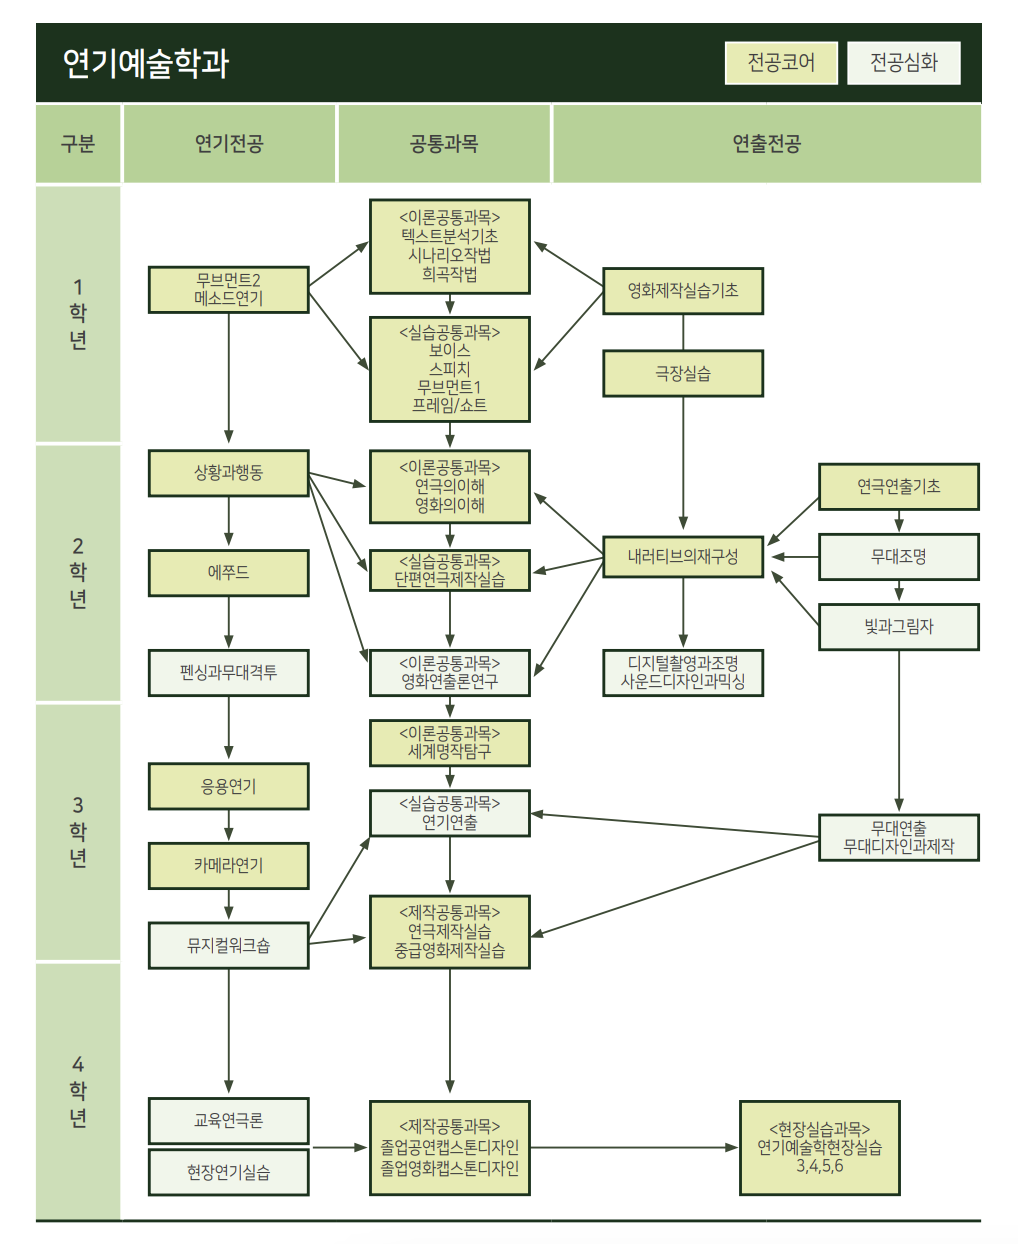 연기예술학과
전공코어
전공심화
구분
연기전공
공통과목
연출전공
1
학
년
무브먼트2
메소드연기
<이론공통과목>
텍스트분석기초
시나리오작법
희곡작법
<실습공통과목>
보이스
스피치
무브먼트1
프레임/쇼트
영화제작실습기초
극장실습
2
학
년
상황과행동
에쭈드
펜싱과무대격투
<이론공통과목>
연극의이해
영화의이해
<실습공통과목>
단편연극제작실습
<이론공통과목>
영화연출론연구
내러티브의재구성
디지털촬영과조명
사운드디자인과믹싱
연극연출기초
무대조명
빛과그림자
3
학
년
응용연기
카메라연기
뮤지컬워크숍
<이론공통과목>
세계명작탐구
<실습공통과목>
연기연출
<제작공통과목>
연극제작실습
중급영화제작실습
무대연출
무대디자인과제작
4
학
년
교육연극론
현장연기실습
<제작공통과목>
졸업공연캡스톤디자인
졸업영화캡스톤디자인
<현장실습과목>
연기예술학현장실습
3,4,5,6